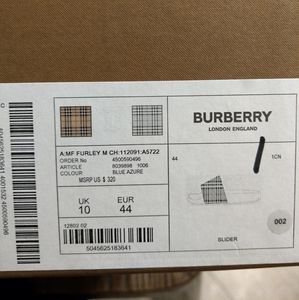 BURBERRY
LONDON ENGLAND
A:MF FURLEY M CH:112091:A5722
ORDER No 4500590496
ARTICLE 8039898 1006
COLOUR BLUE AZURE
MSRP US $ 320
44
1CN
UK EUR
10 44
002
SLIDER
12802 02
5045625183641